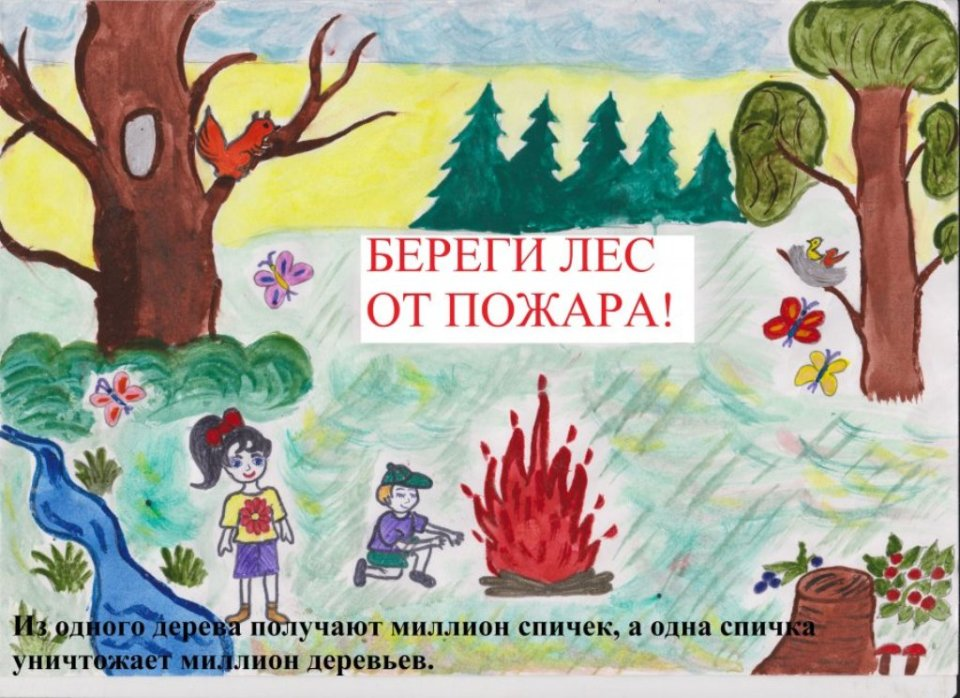 БЕРЕГИ ЛЕС
ОТ ПОЖАРА!
Из одного дерева получают миллион спичек, а одна спичка
уничтожает миллион деревьев.